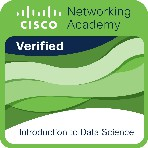 Networking
CISCO Academy
Verified
Introduction to Data Science